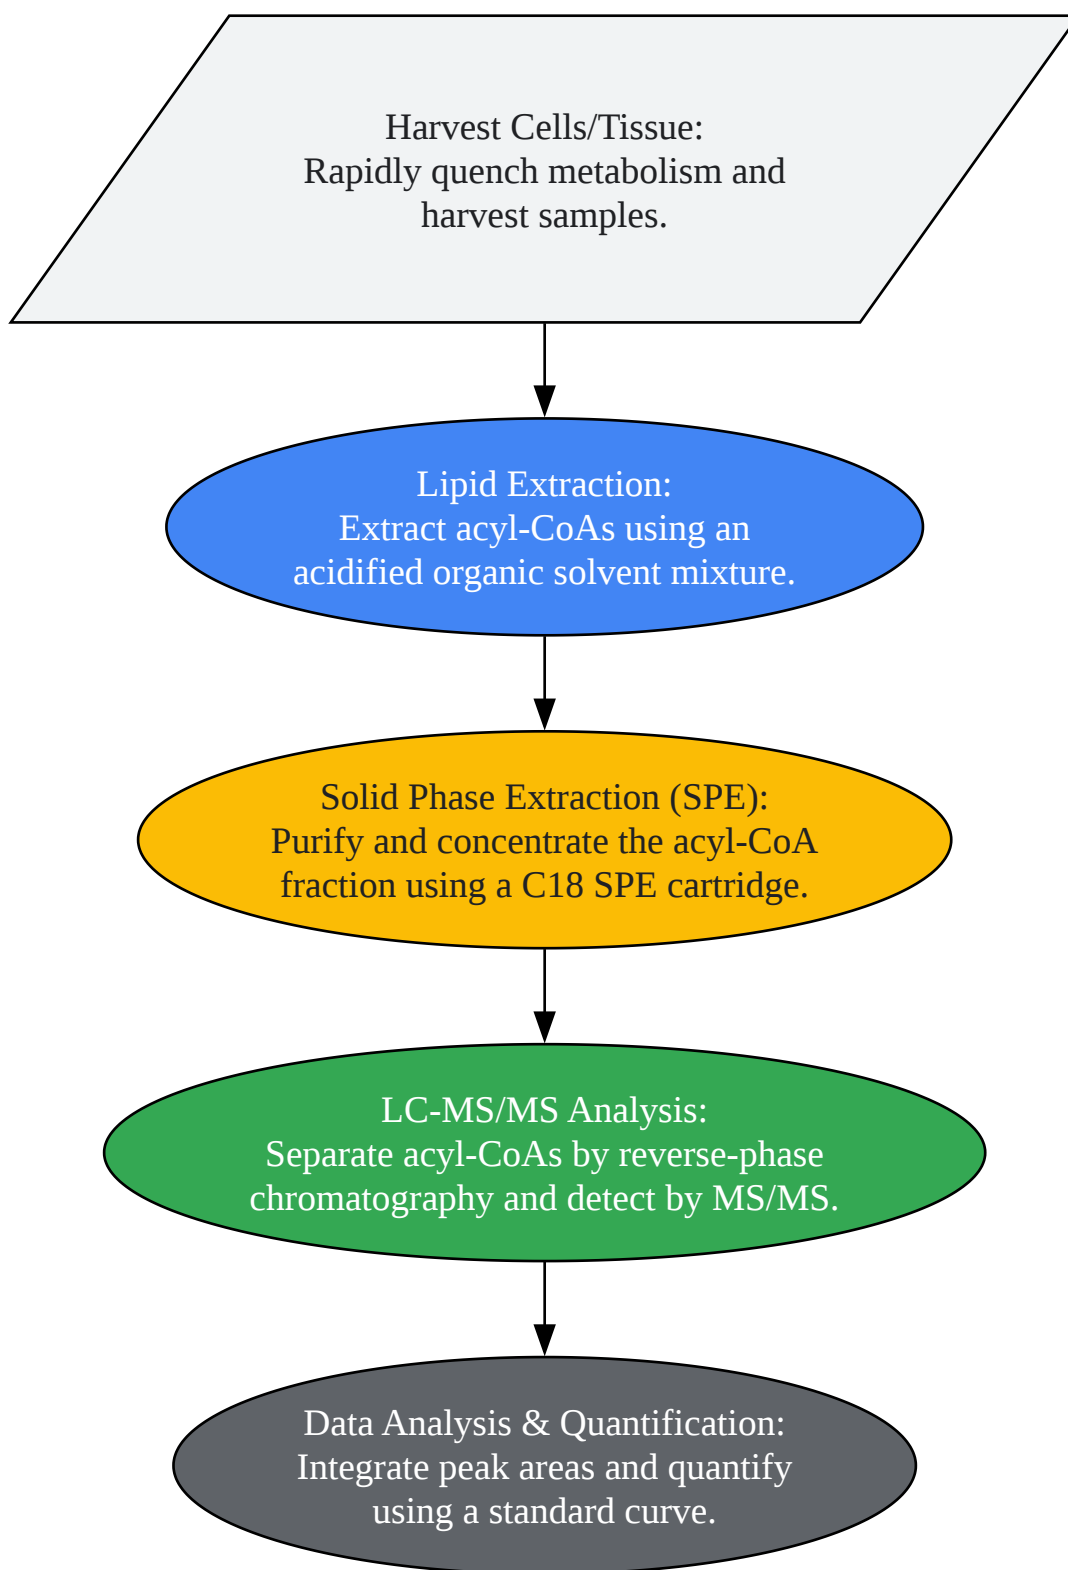 Harvest Cells/Tissue:
Rapidly quench metabolism and
harvest samples.
Lipid Extraction:
Extract acyl-CoAs using an
acidified organic solvent mixture.
Solid Phase Extraction (SPE):
Purify and concentrate the acyl-CoA
fraction using a C18 SPE cartridge.
LC-MS/MS Analysis:
Separate acyl-CoAs by reverse-phase
chromatography and detect by MS/MS.
Data Analysis & Quantification:
Integrate peak areas and quantify
using a standard curve.